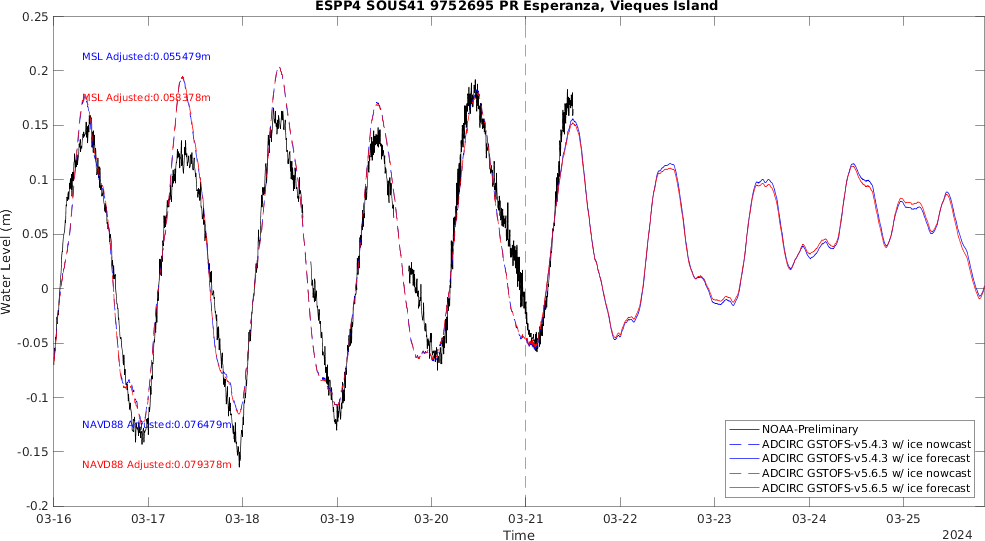 ESPP4 SOUS41 9752695 PR Esperanza, Vieques Island
0.25
0.2
0.15
0.1
0.05
0
-0.05
-0.1
-0.15
-0.2
Water Level (m)
MSL Adjusted:0.055479m
MSL Adjusted:0.058378m
NAVD88 Adjusted:0.076479m
NAVD88 Adjusted:0.079378m
NOAA-Preliminary
ADCIRC GSTOFS-v5.4.3 w/ ice nowcast
ADCIRC GSTOFS-v5.4.3 w/ ice forecast
ADCIRC GSTOFS-v5.6.5 w/ ice nowcast
ADCIRC GSTOFS-v5.6.5 w/ ice forecast
03-16 03-17 03-18 03-19 03-20 03-21 03-22 03-23 03-24 03-25
Time
2024